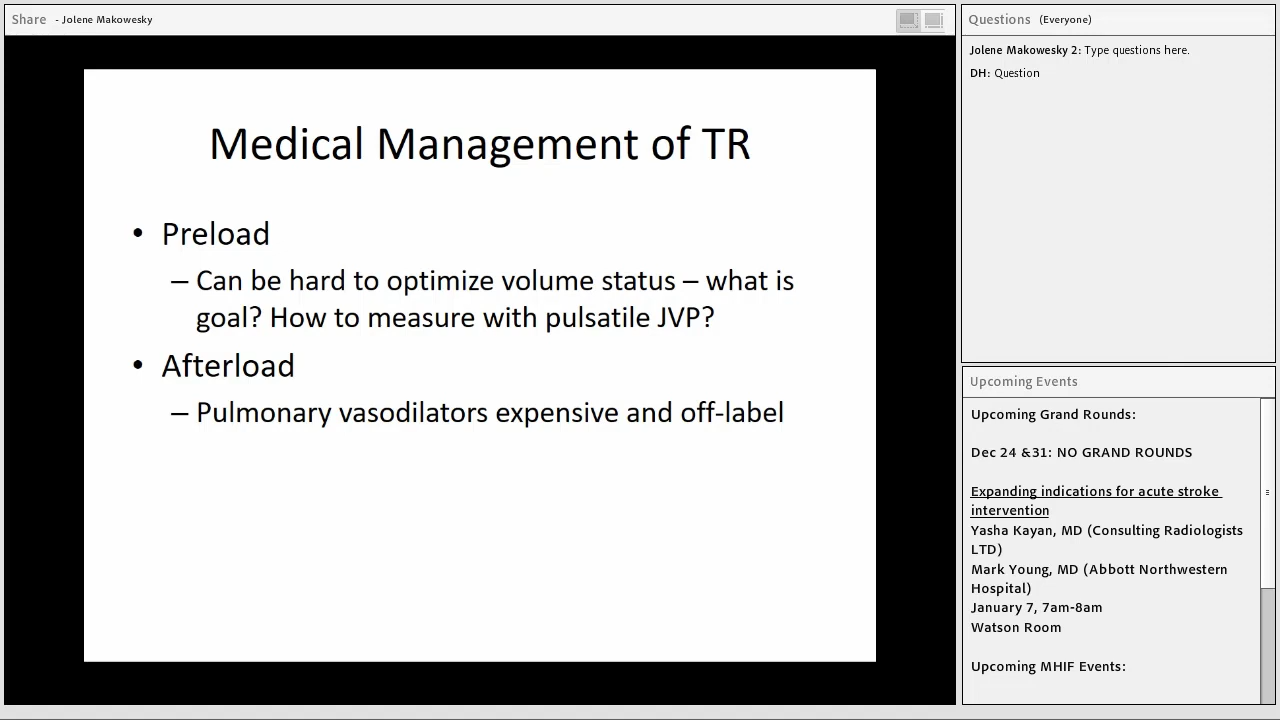 Share - Jolene Makowesky
Medical Management of TR
• Preload
– Can be hard to optimize volume status – what is
goal? How to measure with pulsatile JVP?
• Afterload
– Pulmonary vasodilators expensive and off-label
Questions (Everyone)
Jolene Makowesky 2: Type questions here.
DH: Question
Upcoming Events
Upcoming Grand Rounds:
Dec 24 &31: NO GRAND ROUNDS
Expanding indications for acute stroke
intervention
Yasha Kayan, MD (Consulting Radiologists
LTD)
Mark Young, MD (Abbott Northwestern
Hospital)
January 7, 7am-8am
Watson Room
Upcoming MHIF Events: